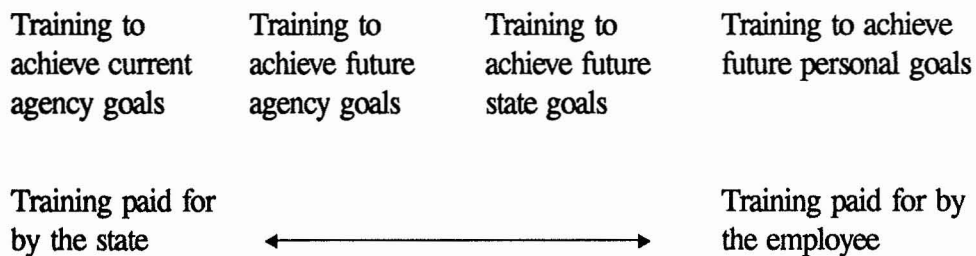 Training to
achieve current
agency goals
Training to
achieve future
agency goals
Training to
achieve future
state goals
Training to achieve
future personal goals
Training paid for
by the state
Training paid for by
the employee